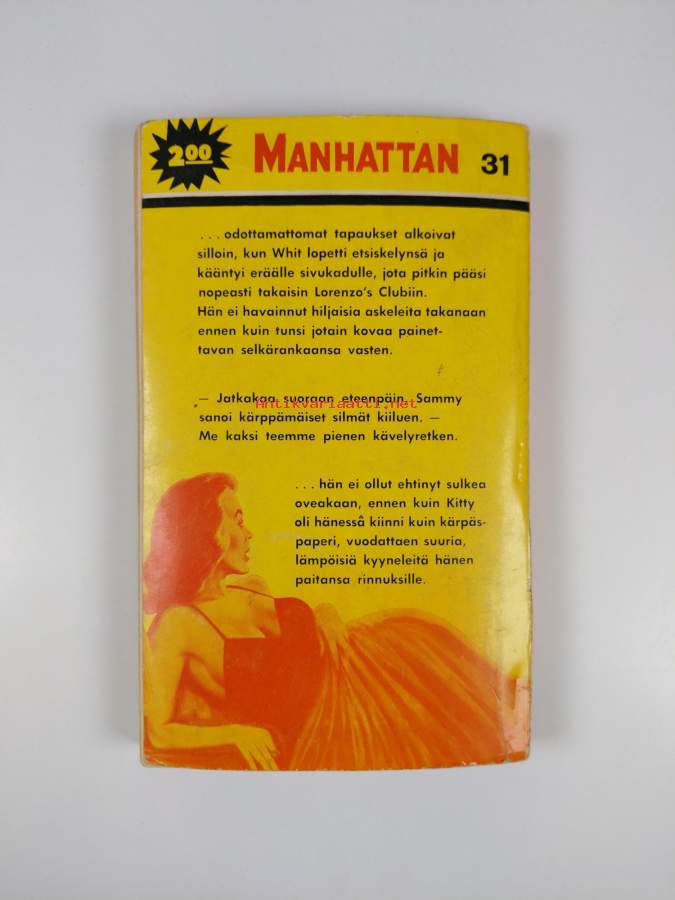 2.00 MANHATTAN 31
...odottamattomat tapaukset alkoivat
silloin, kun Whit lopetti etsiskelynsä ja
kääntyi eräälle sivukadulle, jota pitkin pääsi
nopeasti takaisin Lorenzo's Clubiin.
Hän ei havainnut hiljaisia askeleita takanaan
ennen kuin tunsi jotain kovaa painet-
tavan selkärankaansa vasten.
— Jatkakaa suoraan eteenpäin, Sammy
Antikvariaatti.net
sanoi kärppämäiset silmät kiiluen. —
Me kaksi teemme pienen kävelyretken.
...hän ei ollut ehtinyt sulkea
oveakaan, ennen kuin Kitty
oli hänessä kiinni kuin kärpäs-
paperi, vuodattaen suuria,
lämpöisiä kyyneleitä hänen
paitansa rinnuksille.